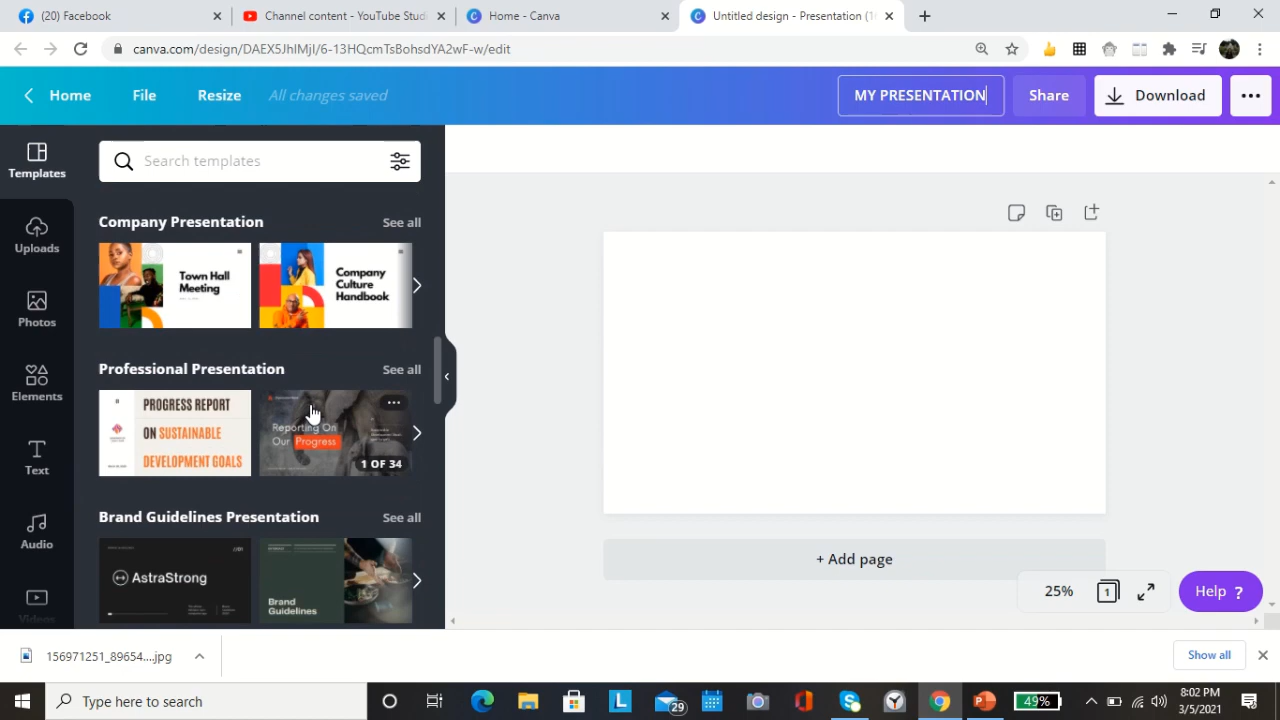 (20) Facebook
Channel content - YouTube Studi
Home - Canva
Untitled design - Presentation (1
canva.com/design/DAEX5JhlMjI/6-13HQcmTsBohsdYA2wF-w/edit
Home
File
Resize
All changes saved
MY PRESENTATION
Share
Download
Templates
Search templates
Uploads
Photos
Elements
Text
Audio
Videos
Company Presentation
See all
Town Hall
Meeting
Company
Culture
Handbook
Professional Presentation
See all
PROGRESS REPORT
ON SUSTAINABLE
DEVELOPMENT GOALS
Reporting On
Our Progress
1 OF 34
Brand Guidelines Presentation
See all
AstraStrong
Brand
Guidelines
+ Add page
25%
1
Help ?
156971251_89654....jpg
Show all
Type here to search
L
29
49%
8:02 PM
3/5/2021